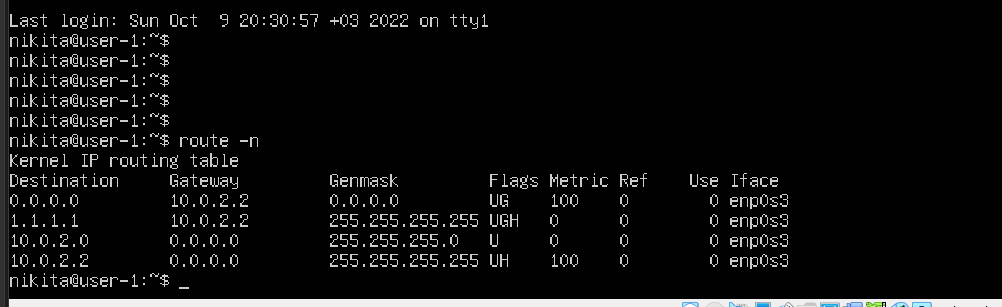 Last login: Sun Oct  9 20:30:57 +03 2022 on tty1
nikita@user-1:~$
nikita@user-1:~$
nikita@user-1:~$
nikita@user-1:~$
nikita@user-1:~$
nikita@user-1:~$ route -n
Kernel IP routing table
Destination     Gateway         Genmask         Flags Metric Ref    Use Iface
0.0.0.0         10.0.2.2        0.0.0.0         UG    100    0        0 enp0s3
1.1.1.1         10.0.2.2        255.255.255.255 UGH   0      0        0 enp0s3
10.0.2.0        0.0.0.0         255.255.255.0   U     0      0        0 enp0s3
10.0.2.2        0.0.0.0         255.255.255.255 UH    100    0        0 enp0s3
nikita@user-1:~$ _